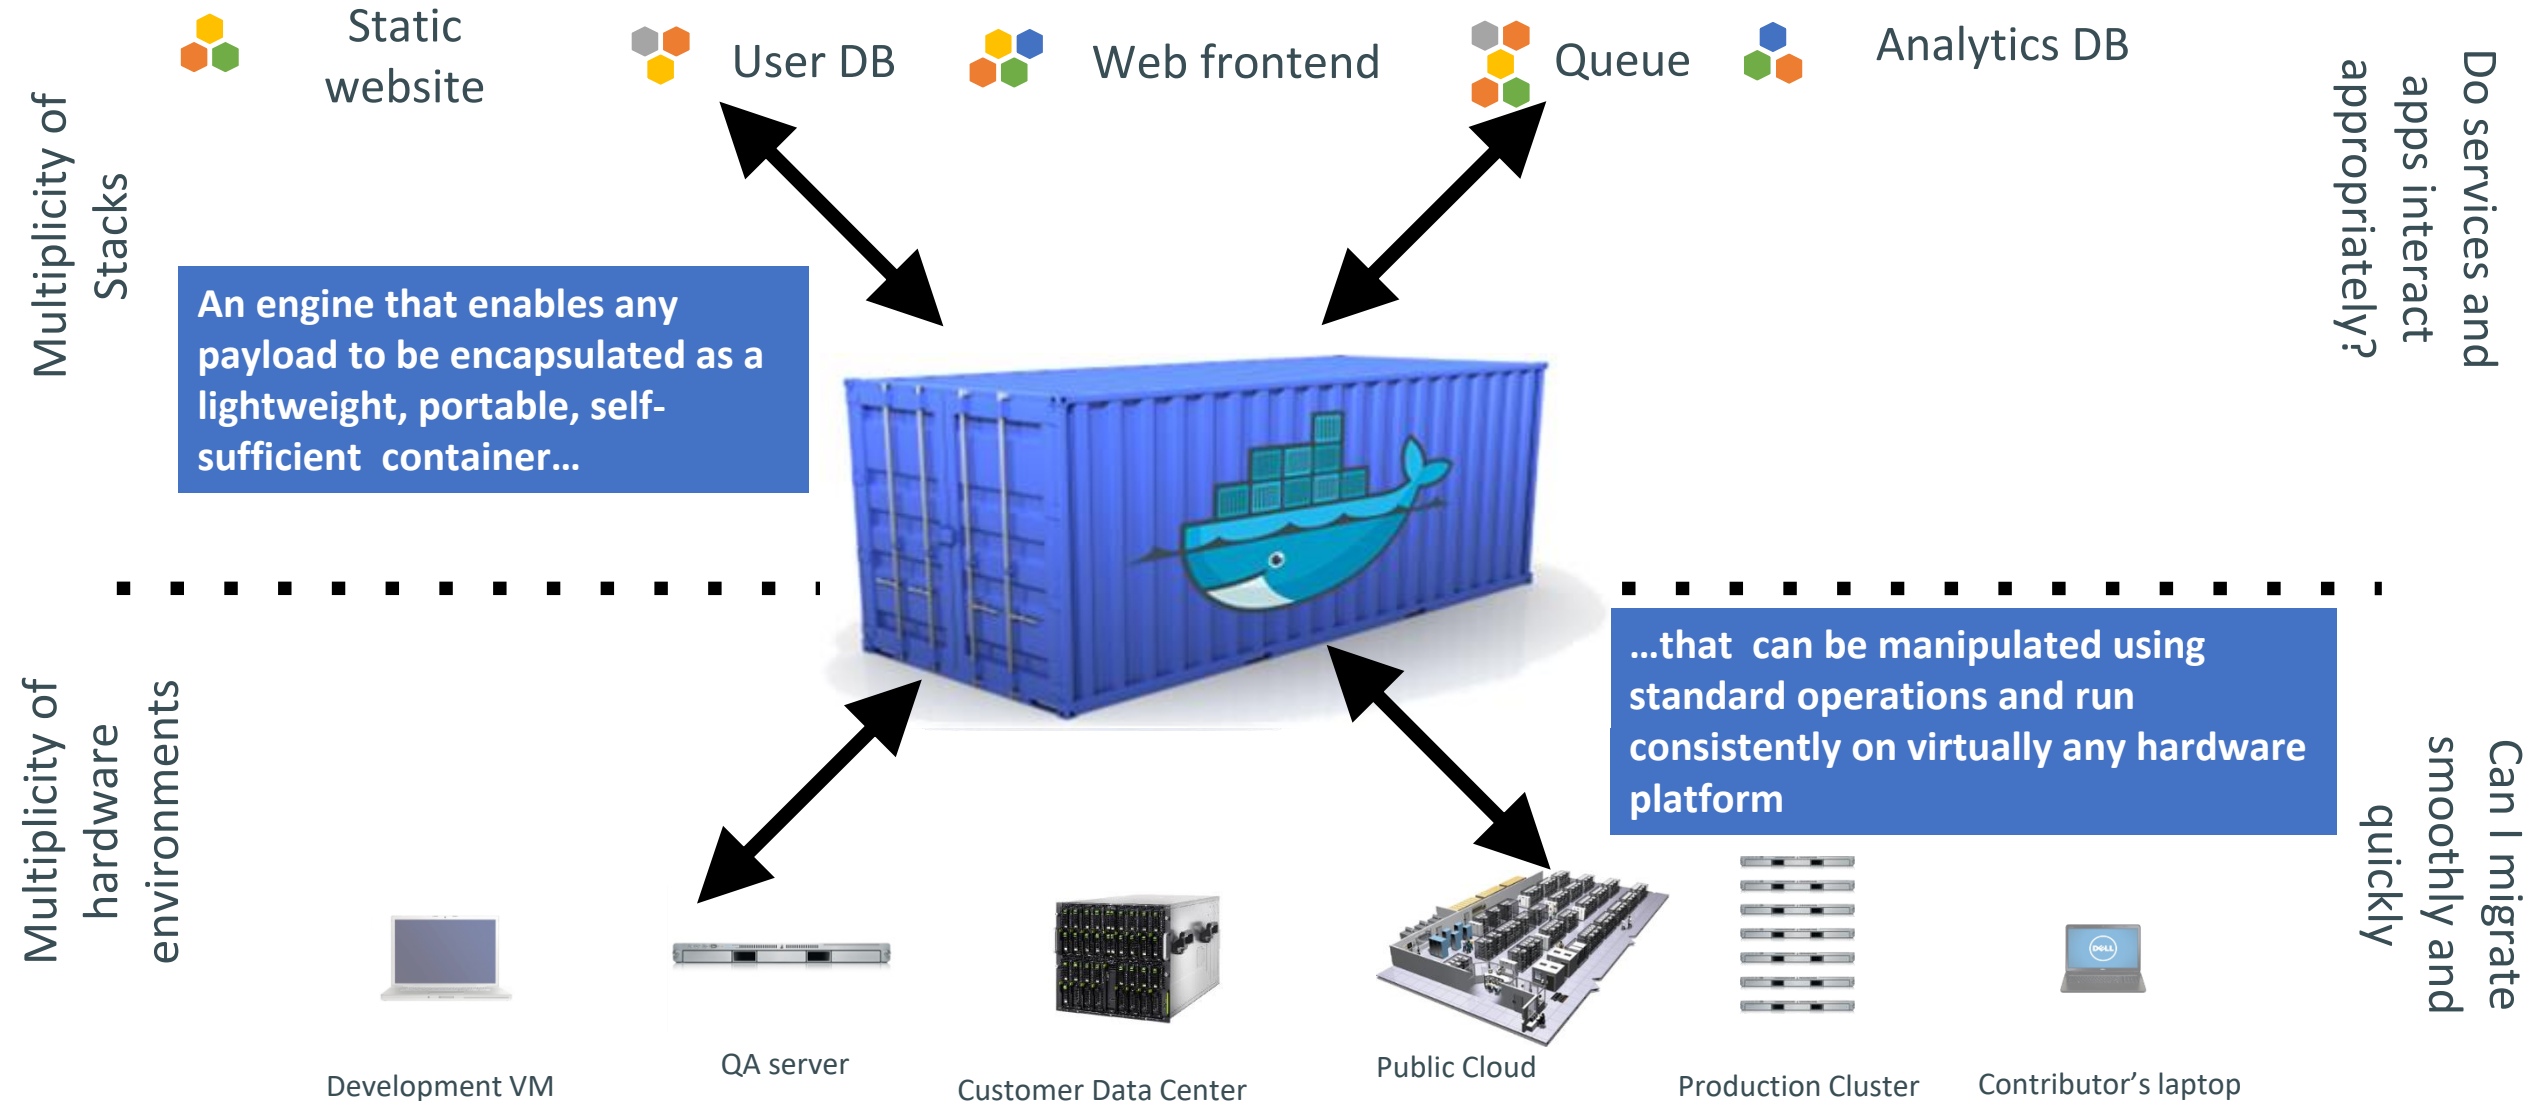 Static
website
User DB
Web frontend
Queue
Analytics DB
Multiplicity of
Stacks
Do services and
apps interact
appropriately?
An engine that enables any
payload to be encapsulated as a
lightweight, portable, self-
sufficient container…
…that can be manipulated using
standard operations and run
consistently on virtually any hardware
platform
Multiplicity of
hardware
environments
Can I migrate
smoothly and
quickly
DELL
Development VM
QA server
Customer Data Center
Public Cloud
Production Cluster
Contributor’s laptop